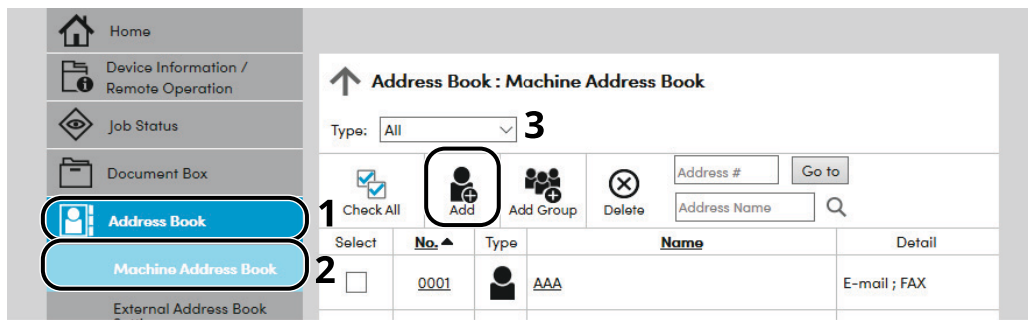 Home
Device Information /
Remote Operation
Job Status
Document Box
Address Book
1
Machine Address Book
2
External Address Book
Address Book : Machine Address Book
Type: All
3
Check All
Add
Add Group
Delete
Address #
Go to
Address Name
Select No. Type Name Detail
0001 AAA E-mail ; FAX